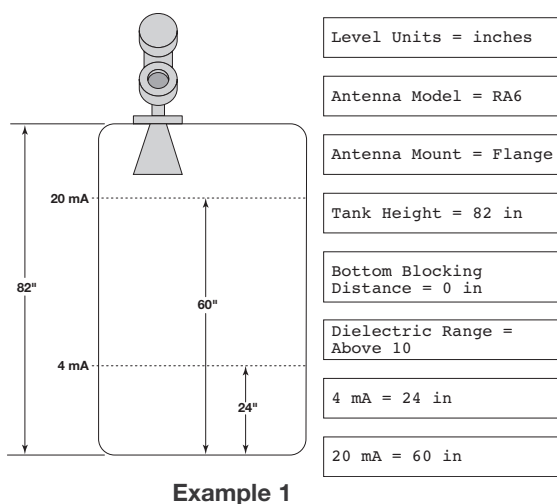 Level Units = inches
Antenna Model = RA6
Antenna Mount = Flange
20 mA
Tank Height = 82 in
Bottom Blocking
Distance = 0 in
82"
60"
Dielectric Range =
Above 10
4 mA
4 mA = 24 in
24"
20 mA = 60 in
Example 1